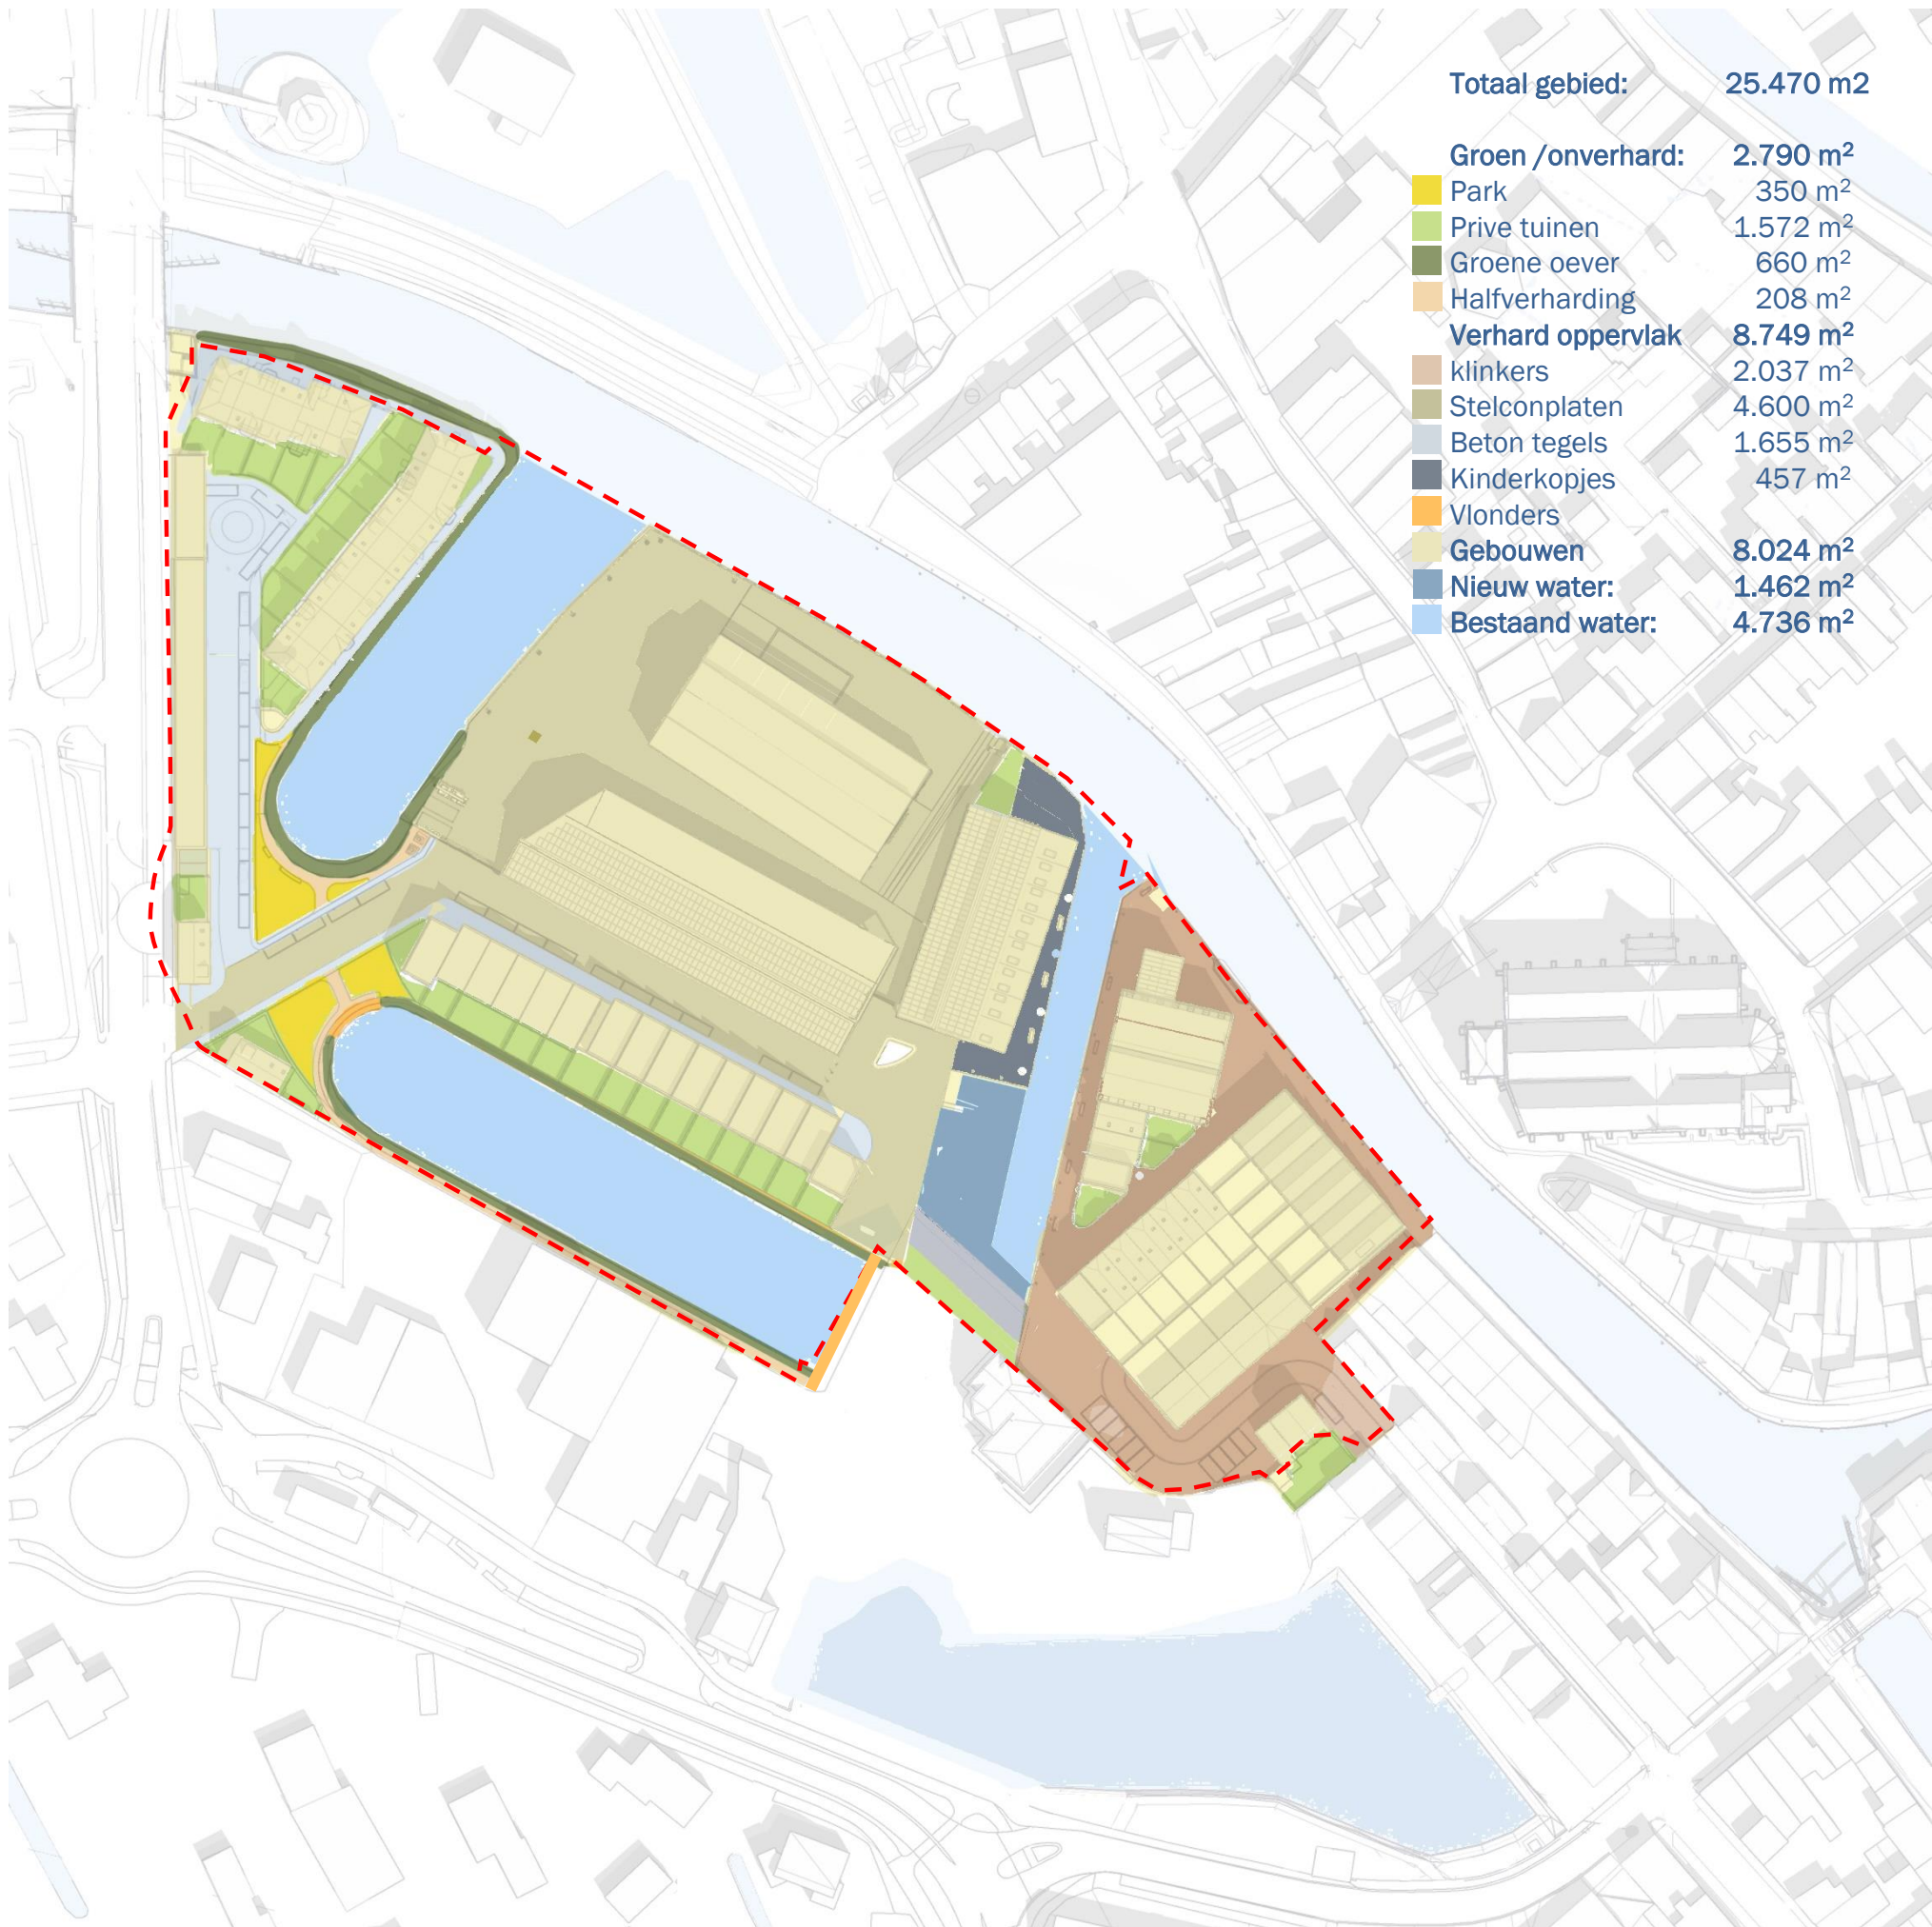 Totaal gebied: 25.470 m2
Groen /onverhard: 2.790 m²
Park 350 m²
Prive tuinen 1.572 m²
Groene oever 660 m²
Halfverharding 208 m²
Verhard oppervlak 8.749 m²
klinkers 2.037 m²
Stelconplaten 4.600 m²
Beton tegels 1.655 m²
Kinderkopjes 457 m²
Vlonders
Gebouwen 8.024 m²
Nieuw water: 1.462 m²
Bestaand water: 4.736 m²